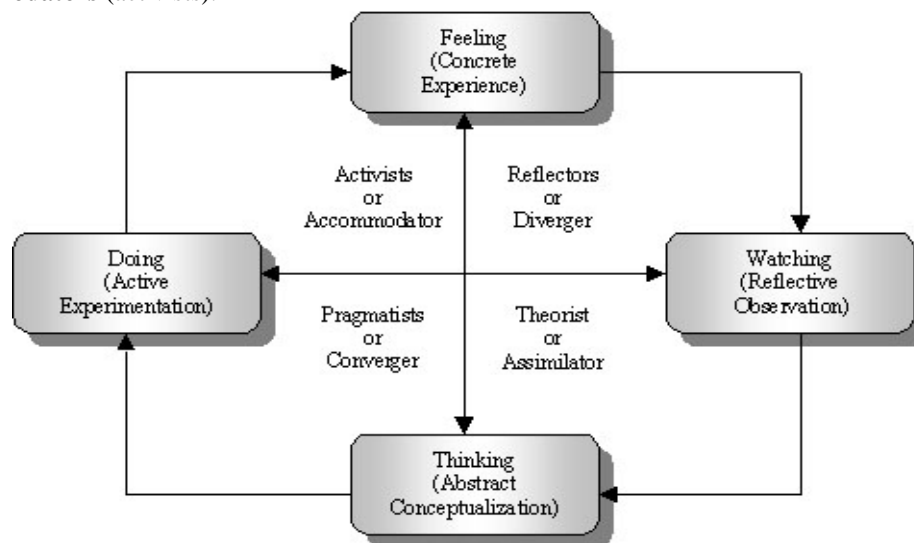 (activists).
Feeling
(Concrete
Experience)
Activists
or
Accommodator
Reflectors
or
Diverger
Doing
(Active
Experimentation)
Watching
(Reflective
Observation)
Pragmatists
or
Converger
Theorist
or
Assimilator
Thinking
(Abstract
Conceptualization)